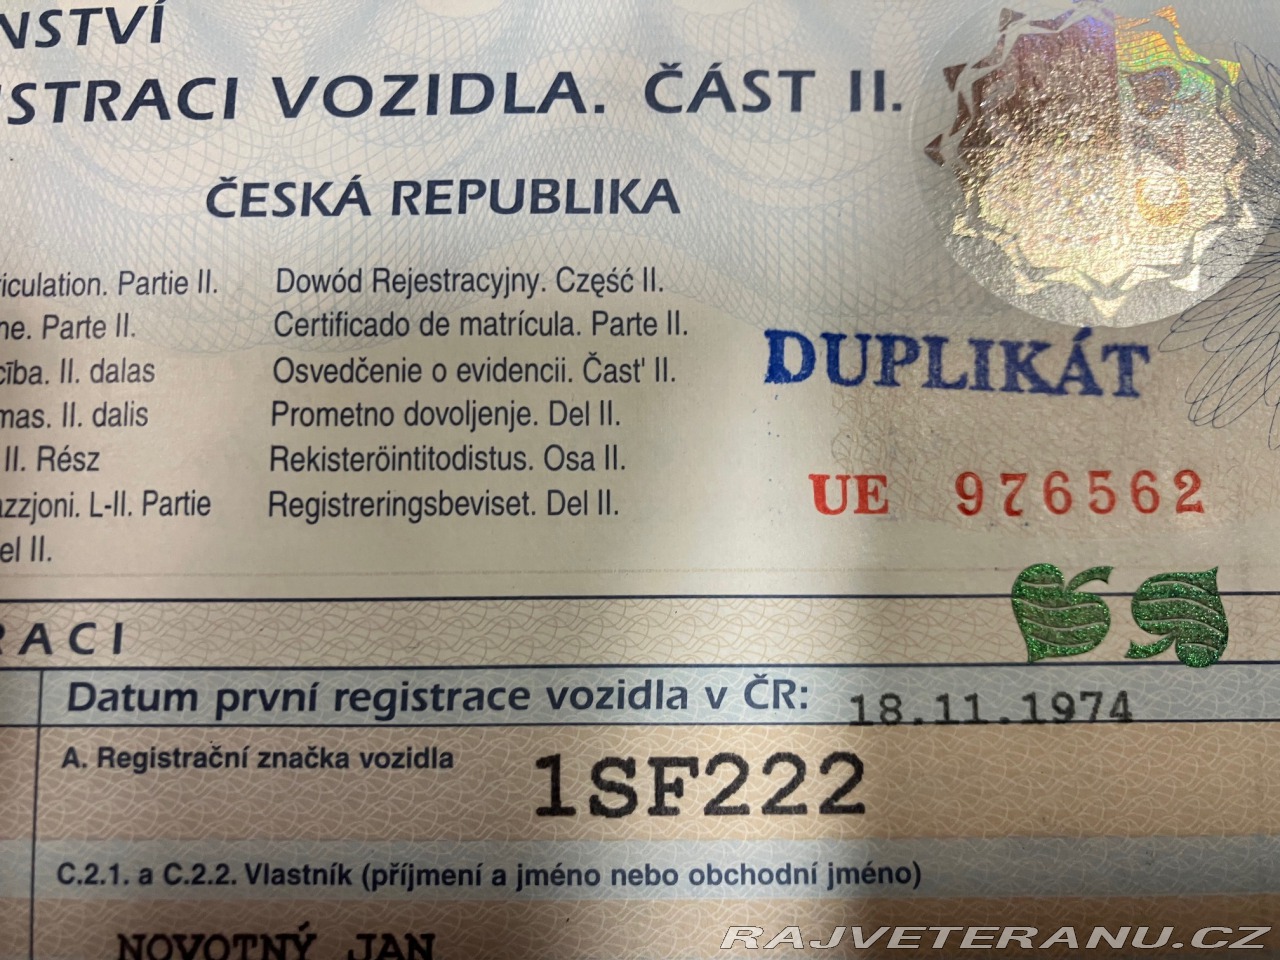 NSTVÍ
ISTRACI VOZIDLA. ČÁST II.
ČESKÁ REPUBLIKA
riculation. Partie II.
ne. Parte II.
cība. II. dalas
mas. II. dalis
II. Rész
azzjoni. L-II. Partie
el II.
Dowód Rejestracyjny. Część II.
Certificado de matrícula. Parte II.
Osvedčenie o evidencii. Čast' II.
Prometno dovoljenje. Del II.
Rekisteröintitodistus. Osa II.
Registreringsbeviset. Del II.
DUPLIKÁT
UE 976562
RACI
Datum první registrace vozidla v ČR: 18.11.1974
A. Registrační značka vozidla
1SF222
C.2.1. a C.2.2. Vlastník (příjmení a jméno nebo obchodní jméno)
NOVOTNÝ JAN
RAJVETERANU.CZ